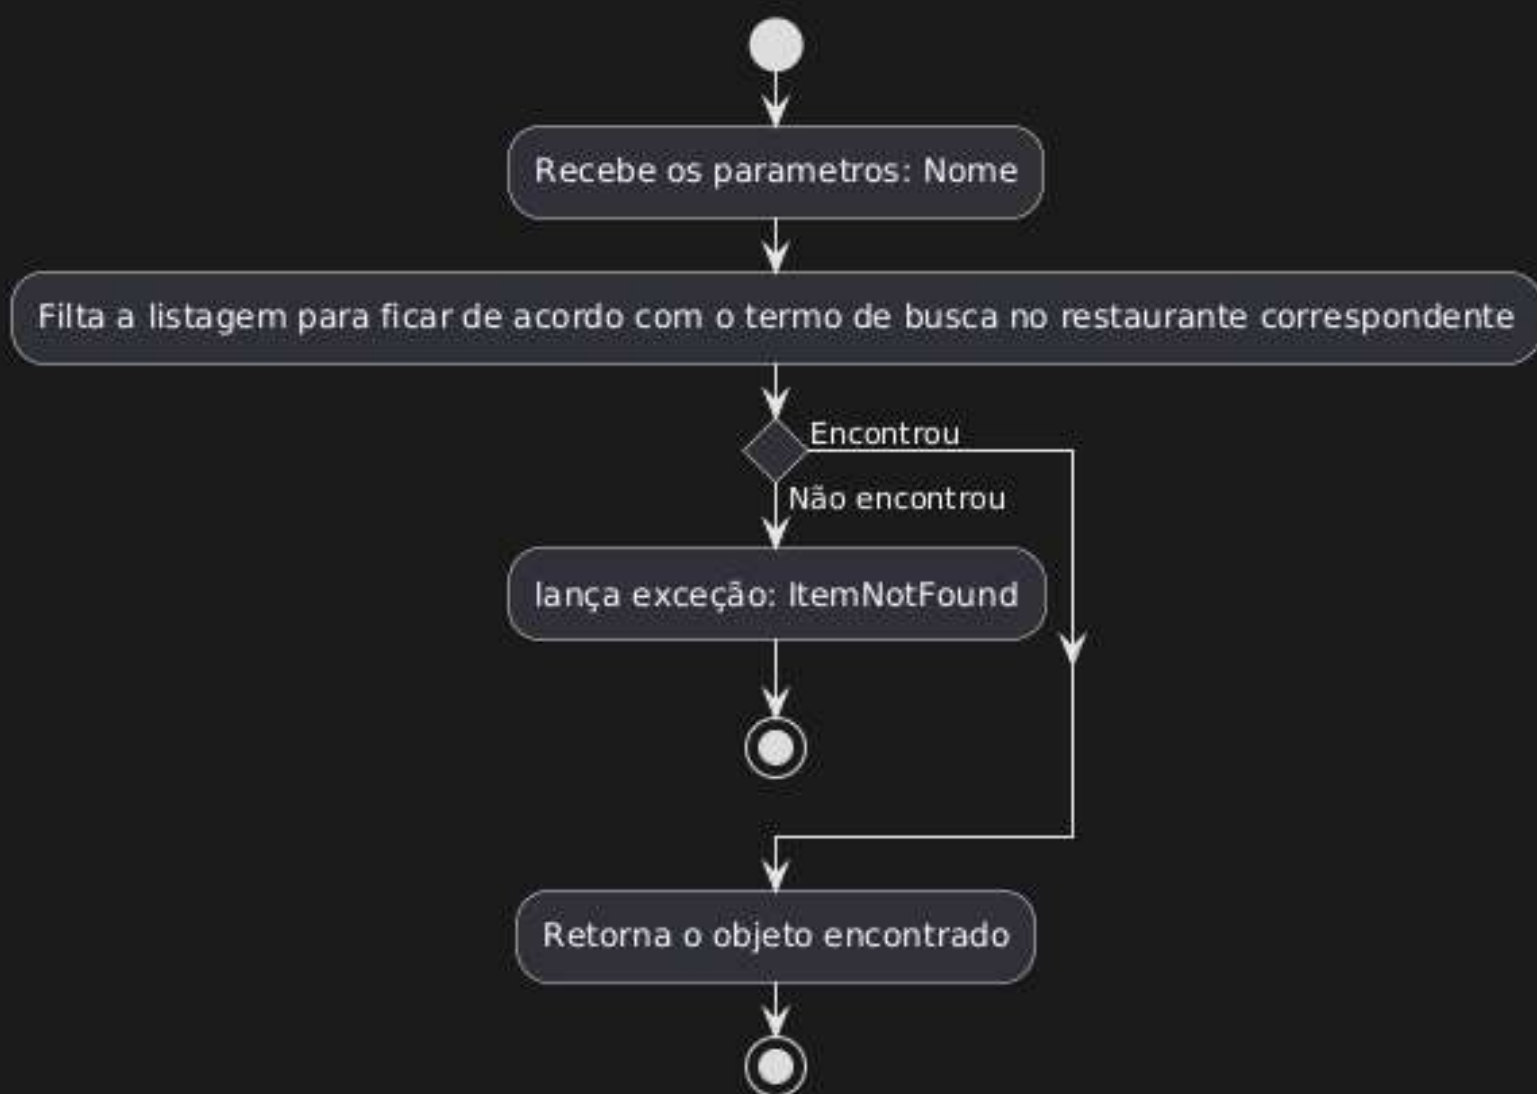 Recebe os parametros: Nome
Filta a listagem para ficar de acordo com o termo de busca no restaurante correspondente
Encontrou
Não encontrou
lança exceção: ItemNotFound
Retorna o objeto encontrado